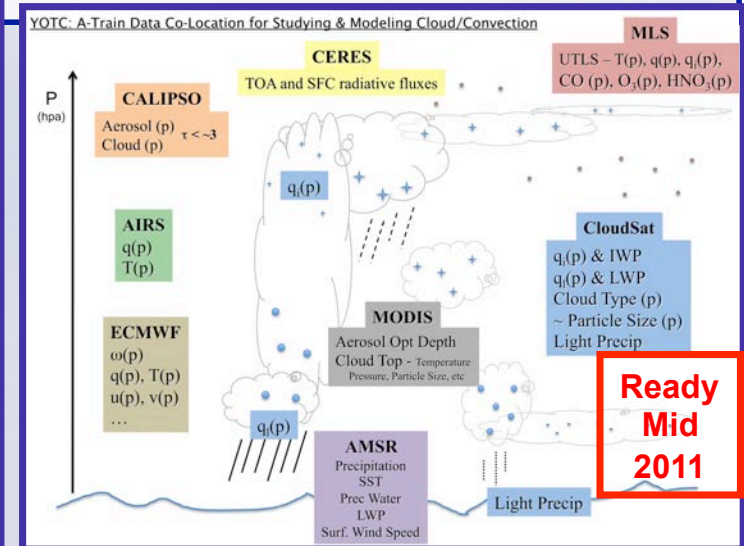 YOTC: A-Train Data Co-Location for Studying & Modeling Cloud/Convection
MLS
UTLS – T(p), q(p), qᵢ(p),
CO (p), O₃(p), HNO₃(p)
CERES
TOA and SFC radiative fluxes
P
(hpa)
CALIPSO
Aerosol (p)
Cloud (p)
τ < ~3
qᵢ(p)
AIRS
q(p)
T(p)
CloudSat
qᵢ(p) & IWP
qₗ(p) & LWP
Cloud Type (p)
~ Particle Size (p)
Light Precip
MODIS
Aerosol Opt Depth
Cloud Top - Temperature
Pressure, Particle Size, etc
ECMWF
ω(p)
q(p), T(p)
u(p), v(p)
…
Ready
Mid
2011
qₗ(p)
AMSR
Precipitation
SST
Prec Water
LWP
Surf. Wind Speed
Light Precip